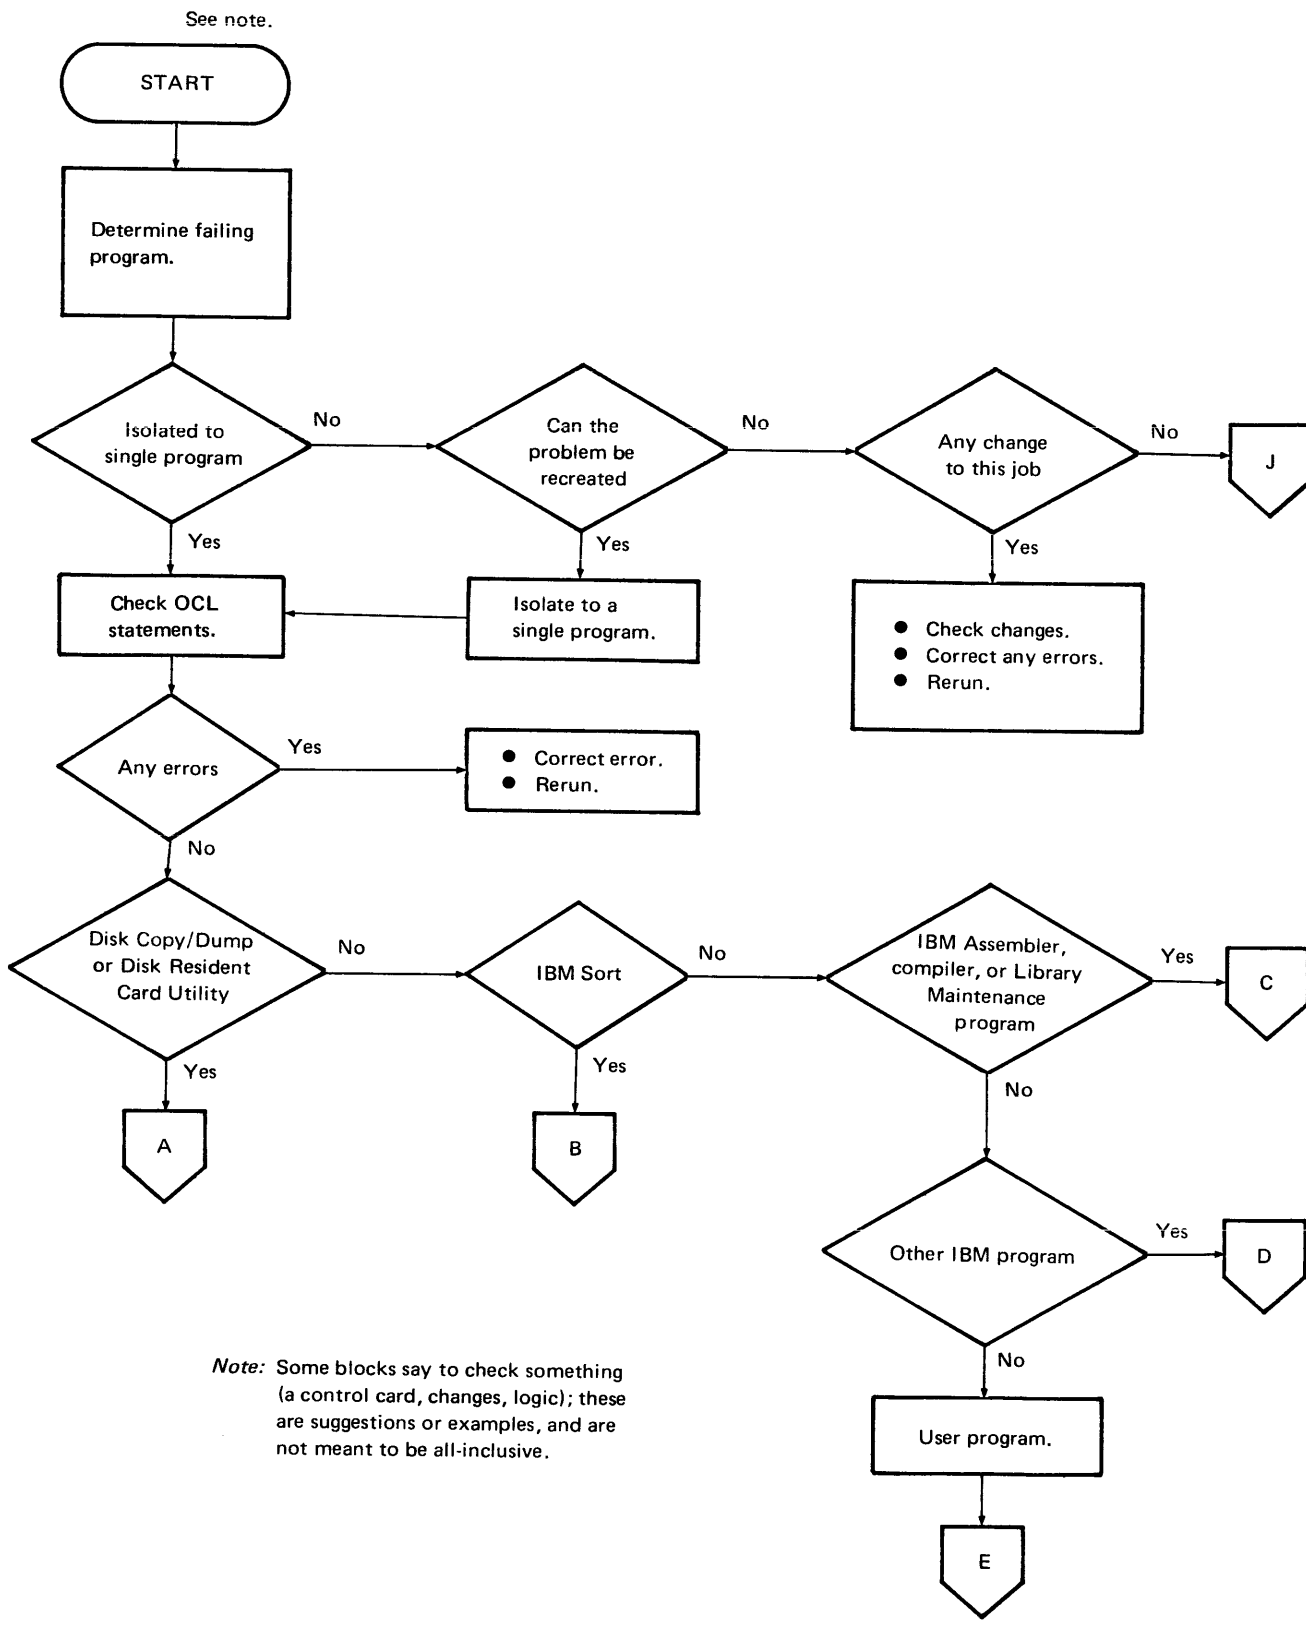 See note.
START
Determine failing
program.
Isolated to
single program
No
Can the
problem be
recreated
No
Any change
to this job
No
J
Yes
Yes
Yes
Check OCL
statements.
Isolate to a
single program.
● Check changes.
● Correct any errors.
● Rerun.
Any errors
Yes
● Correct error.
● Rerun.
No
Disk Copy/Dump
or Disk Resident
Card Utility
No
IBM Sort
No
IBM Assembler,
compiler, or Library
Maintenance
program
Yes
C
Yes
Yes
No
A
B
Other IBM program
Yes
D
No
Note: Some blocks say to check something
(a control card, changes, logic); these
are suggestions or examples, and are
not meant to be all-inclusive.
User program.
E